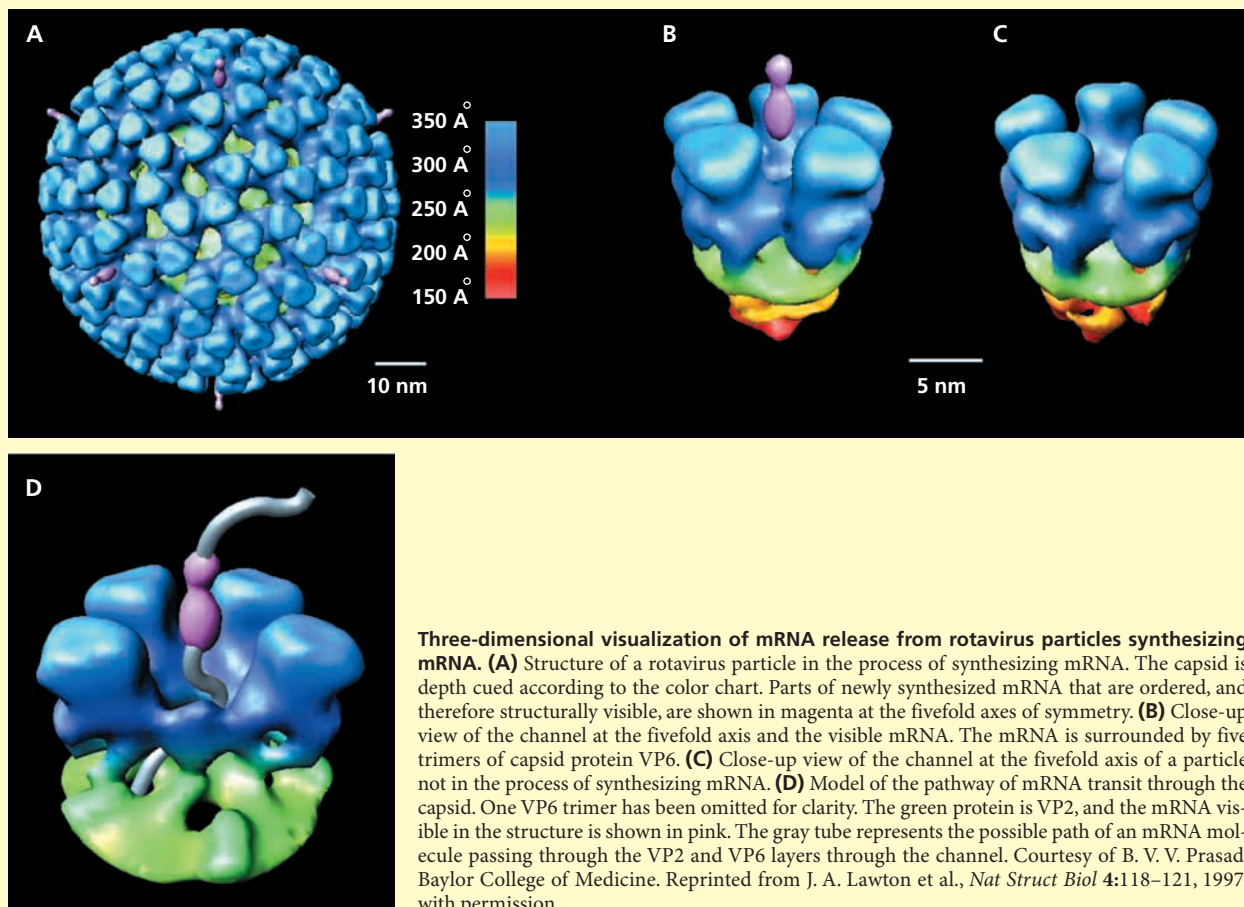 A
B
C
350 Å
300 Å
250 Å
200 Å
150 Å
10 nm
5 nm
D
Three-dimensional visualization of mRNA release from rotavirus particles synthesizing
mRNA. (A) Structure of a rotavirus particle in the process of synthesizing mRNA. The capsid is
depth cued according to the color chart. Parts of newly synthesized mRNA that are ordered, and
therefore structurally visible, are shown in magenta at the fivefold axes of symmetry. (B) Close-up
view of the channel at the fivefold axis and the visible mRNA. The mRNA is surrounded by five
trimers of capsid protein VP6. (C) Close-up view of the channel at the fivefold axis of a particle
not in the process of synthesizing mRNA. (D) Model of the pathway of mRNA transit through the
capsid. One VP6 trimer has been omitted for clarity. The green protein is VP2, and the mRNA vis-
ible in the structure is shown in pink. The gray tube represents the possible path of an mRNA mol-
ecule passing through the VP2 and VP6 layers through the channel. Courtesy of B. V. V. Prasad
Baylor College of Medicine. Reprinted from J. A. Lawton et al., Nat Struct Biol 4:118–121, 1997
with permission